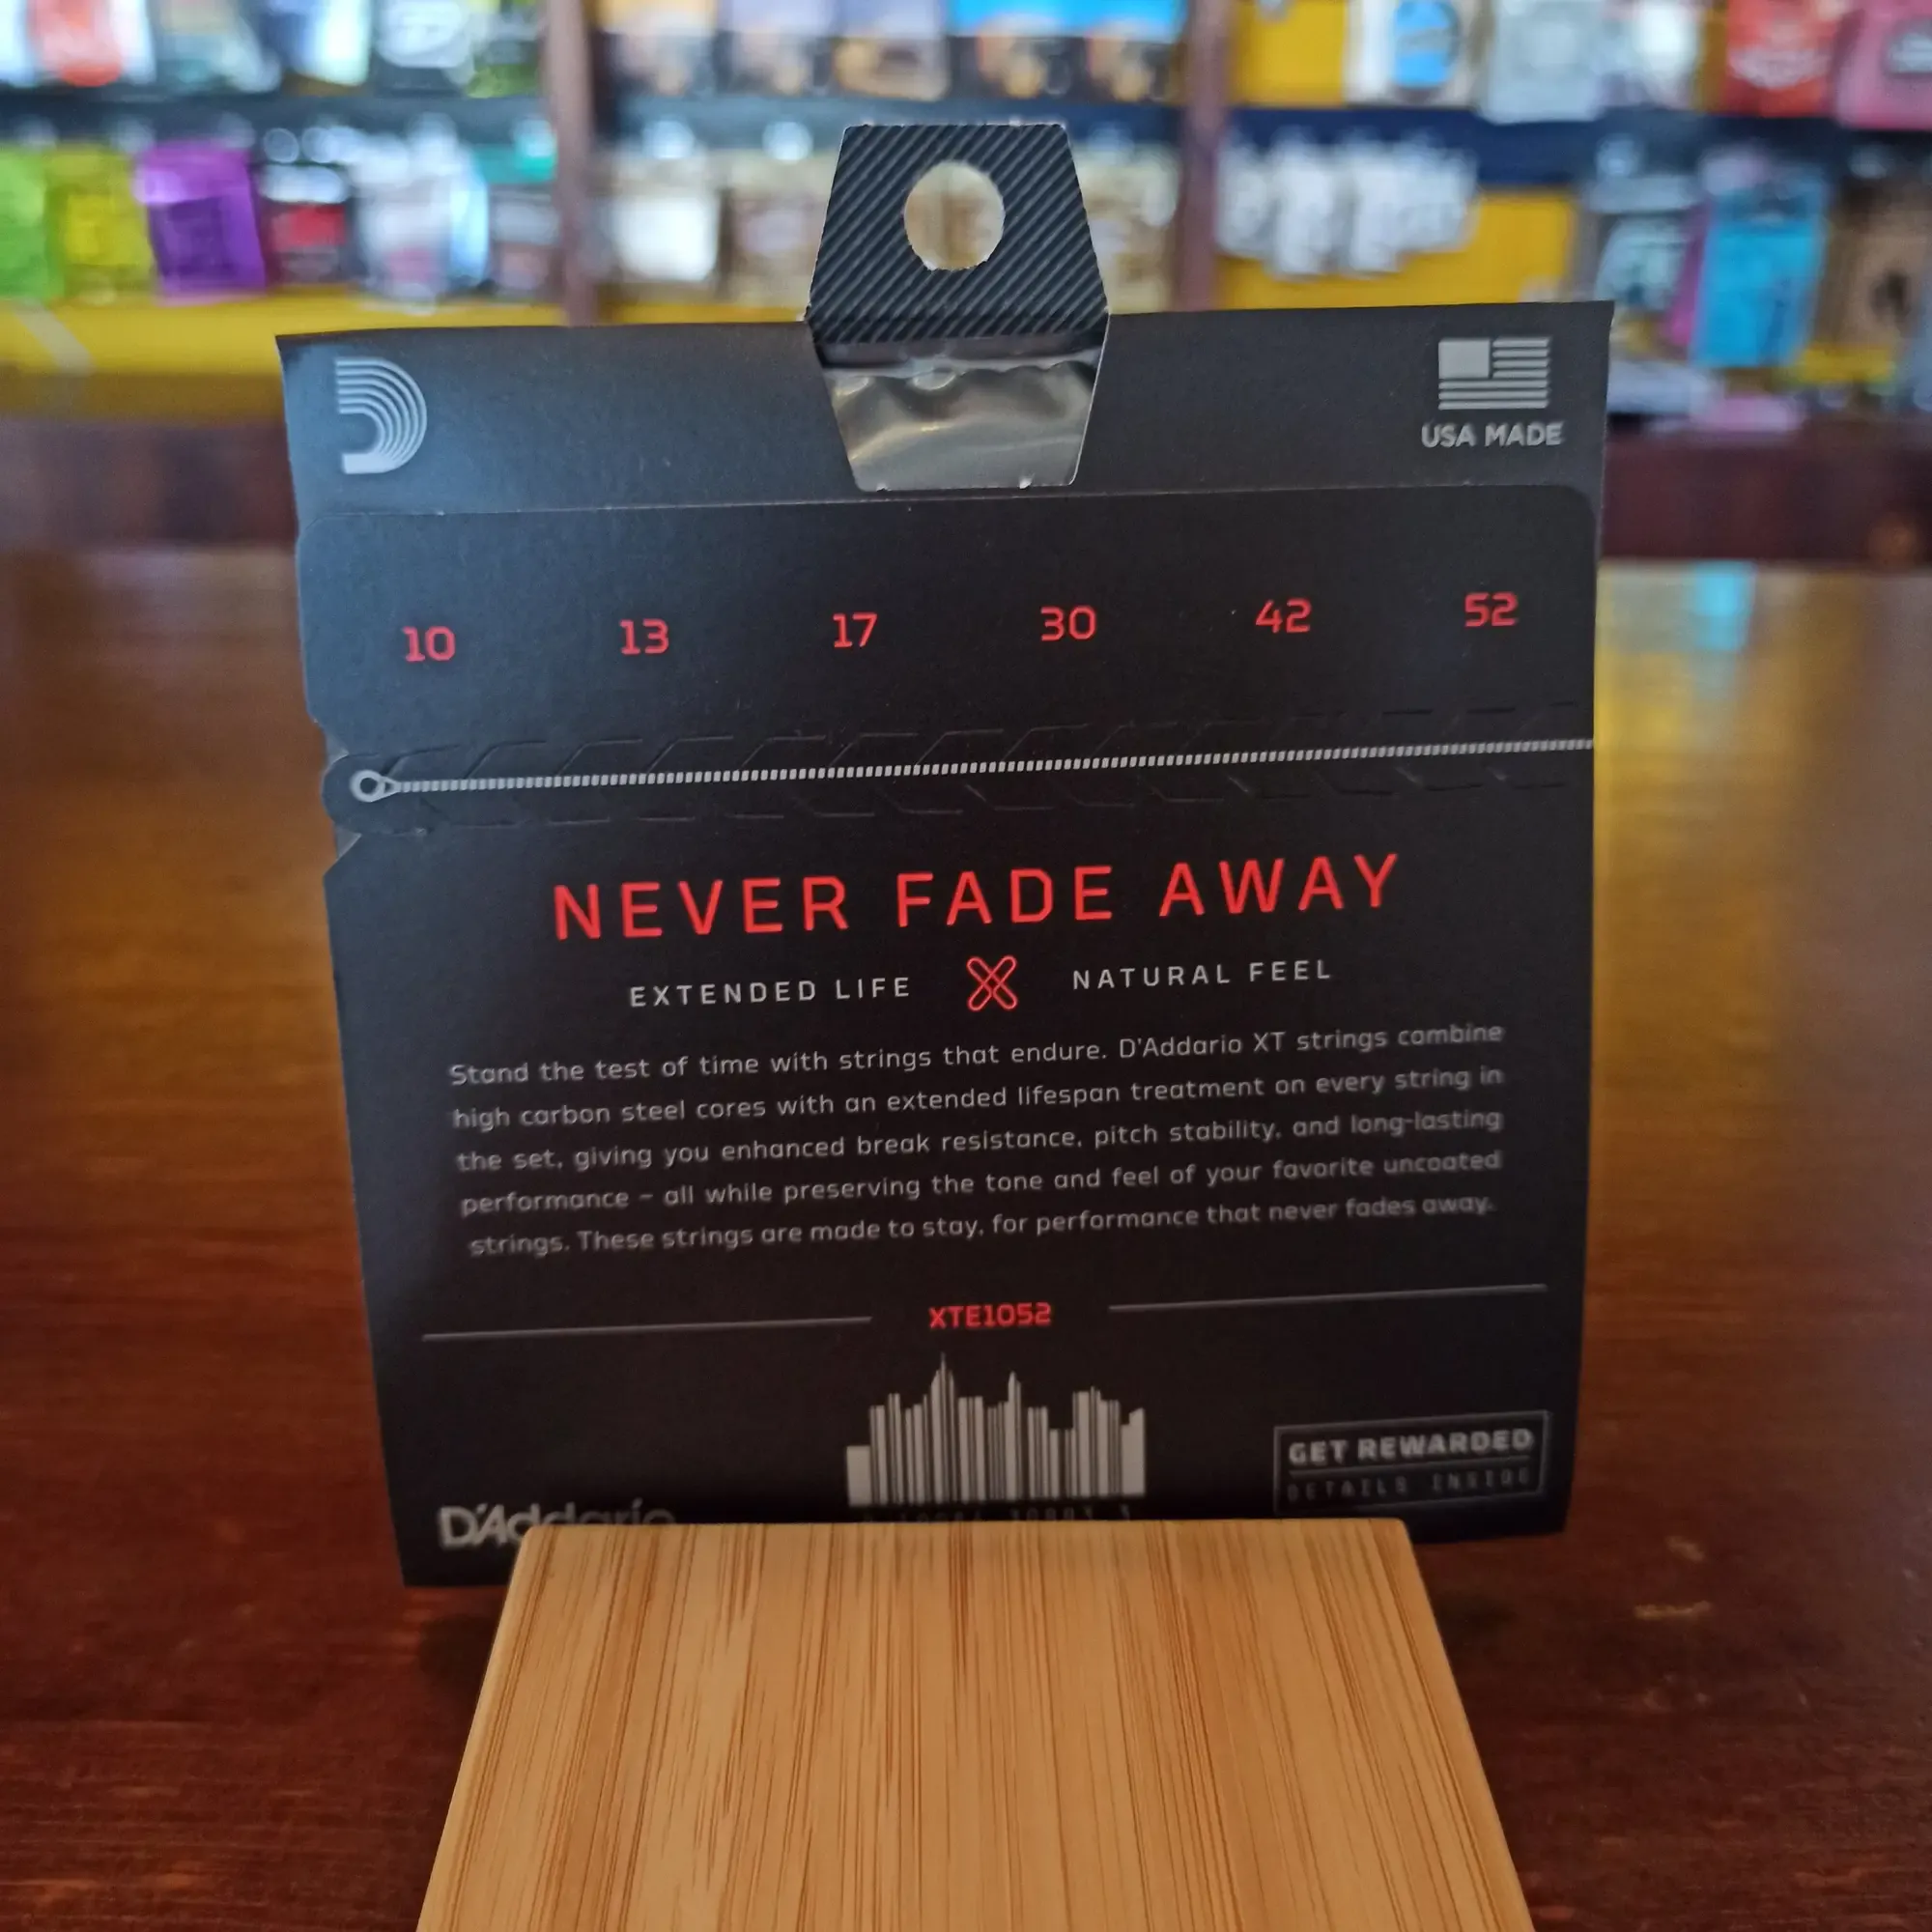 USA MADE
10 13 17 30 42 52
NEVER FADE AWAY
EXTENDED LIFE X NATURAL FEEL
Stand the test of time with strings that endure. D'Addario XT strings combine
high carbon steel cores with an extended lifespan treatment on every string in
the set, giving you enhanced break resistance, pitch stability, and long-lasting
performance – all while preserving the tone and feel of your favorite uncoated
strings. These strings are made to stay, for performance that never fades away.
XTE1052
GET REWARDED
DETAILS INSIDE
D'Addario